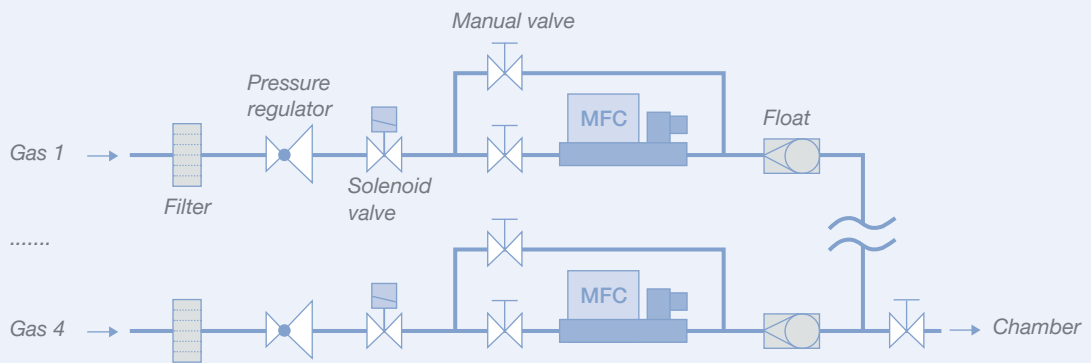 Manual valve
Pressure
regulator
MFC
Float
Gas 1
Solenoid
valve
Filter
.......
MFC
Gas 4
Chamber